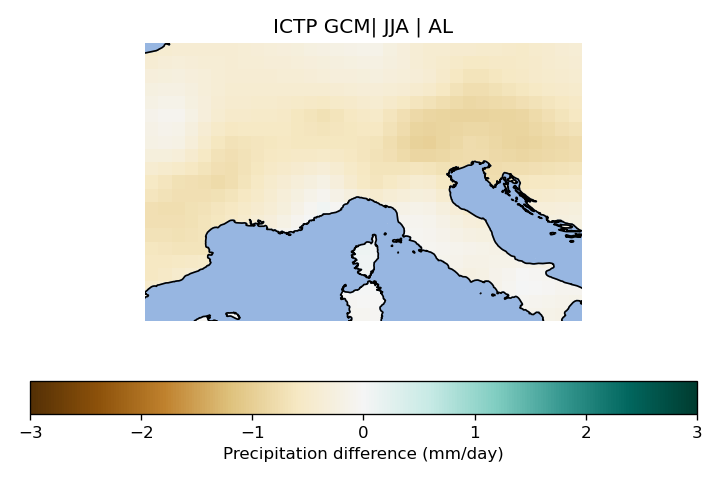 ICTP GCM| JJA | AL
−3 −2 −1 0 1 2 3
Precipitation difference (mm/day)